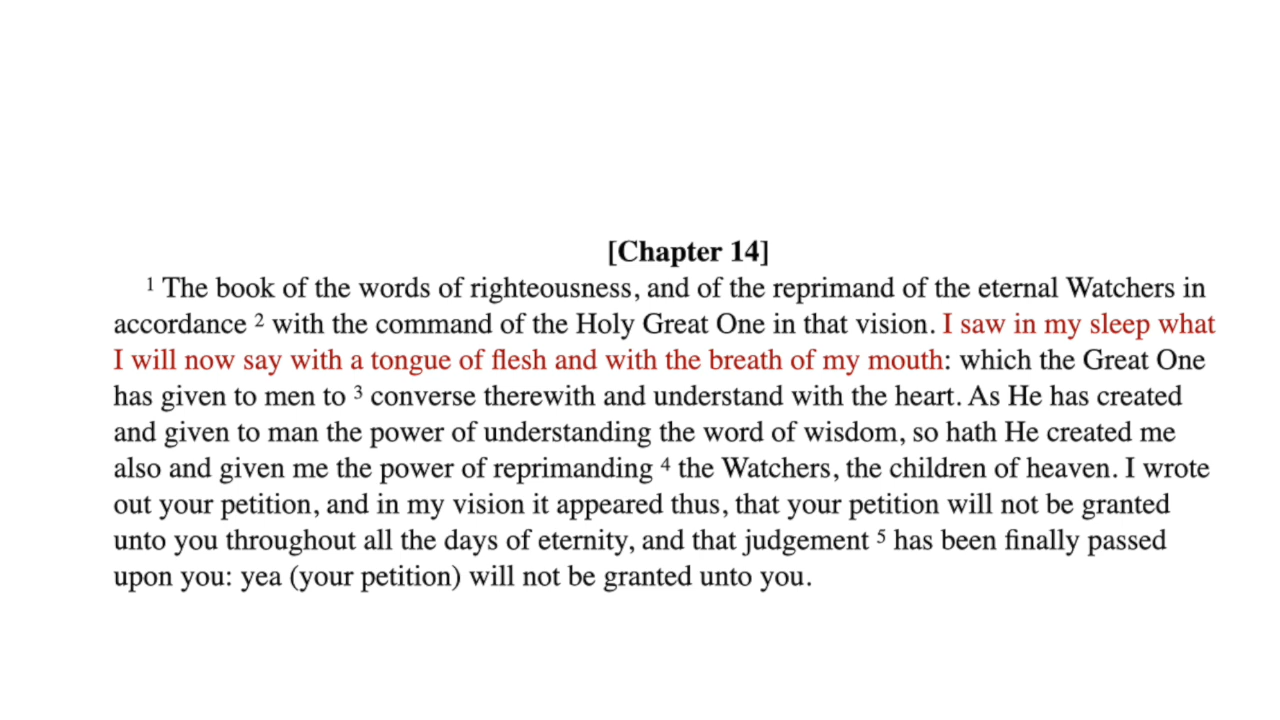 [Chapter 14]
1 The book of the words of righteousness, and of the reprimand of the eternal Watchers in
accordance 2 with the command of the Holy Great One in that vision. I saw in my sleep what
I will now say with a tongue of flesh and with the breath of my mouth: which the Great One
has given to men to 3 converse therewith and understand with the heart. As He has created
and given to man the power of understanding the word of wisdom, so hath He created me
also and given me the power of reprimanding 4 the Watchers, the children of heaven. I wrote
out your petition, and in my vision it appeared thus, that your petition will not be granted
unto you throughout all the days of eternity, and that judgement 5 has been finally passed
upon you: yea (your petition) will not be granted unto you.